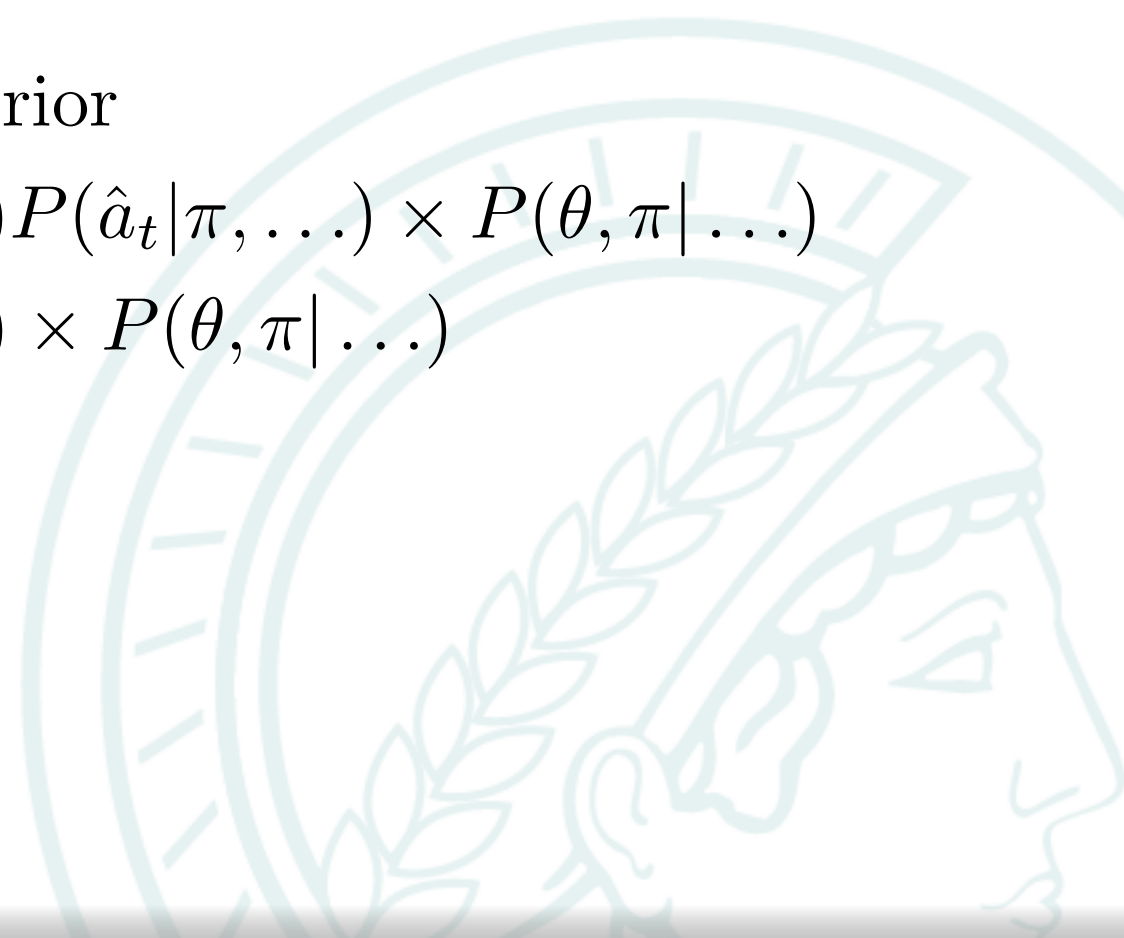 rior
)P(â_t|π, . . .) × P(θ, π| . . .)
) × P(θ, π| . . .)